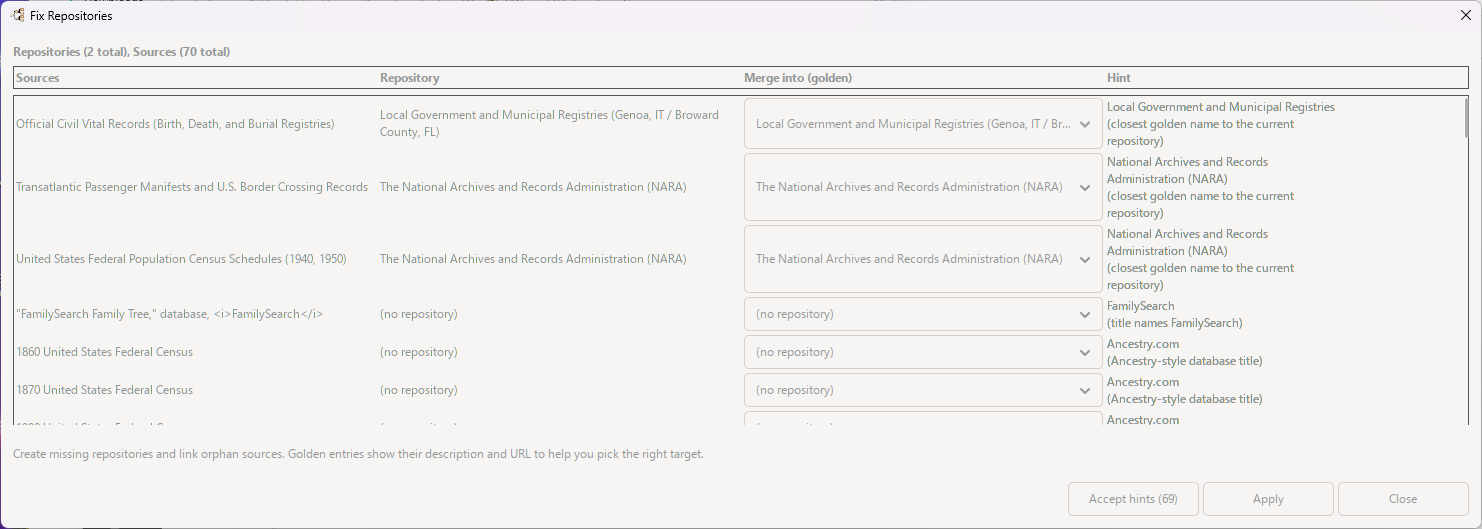 Fix Repositories
Repositories (2 total), Sources (70 total)
Sources Repository Merge into (golden) Hint
Official Civil Vital Records (Birth, Death, and Burial Registries)
Local Government and Municipal Registries (Genoa, IT / Broward
County, FL)
Local Government and Municipal Registries (Genoa, IT / Br...
Local Government and Municipal Registries
(closest golden name to the current
repository)
Transatlantic Passenger Manifests and U.S. Border Crossing Records
The National Archives and Records Administration (NARA)
The National Archives and Records Administration (NARA)
National Archives and Records
Administration (NARA)
(closest golden name to the current
repository)
United States Federal Population Census Schedules (1940, 1950)
The National Archives and Records Administration (NARA)
The National Archives and Records Administration (NARA)
National Archives and Records
Administration (NARA)
(closest golden name to the current
repository)
"FamilySearch Family Tree," database, <i>FamilySearch</i>
(no repository)
(no repository)
FamilySearch
(title names FamilySearch)
1860 United States Federal Census
(no repository)
(no repository)
Ancestry.com
(Ancestry-style database title)
1870 United States Federal Census
(no repository)
(no repository)
Ancestry.com
(Ancestry-style database title)
Ancestry.com
Create missing repositories and link orphan sources. Golden entries show their description and URL to help you pick the right target.
Accept hints (69) Apply Close